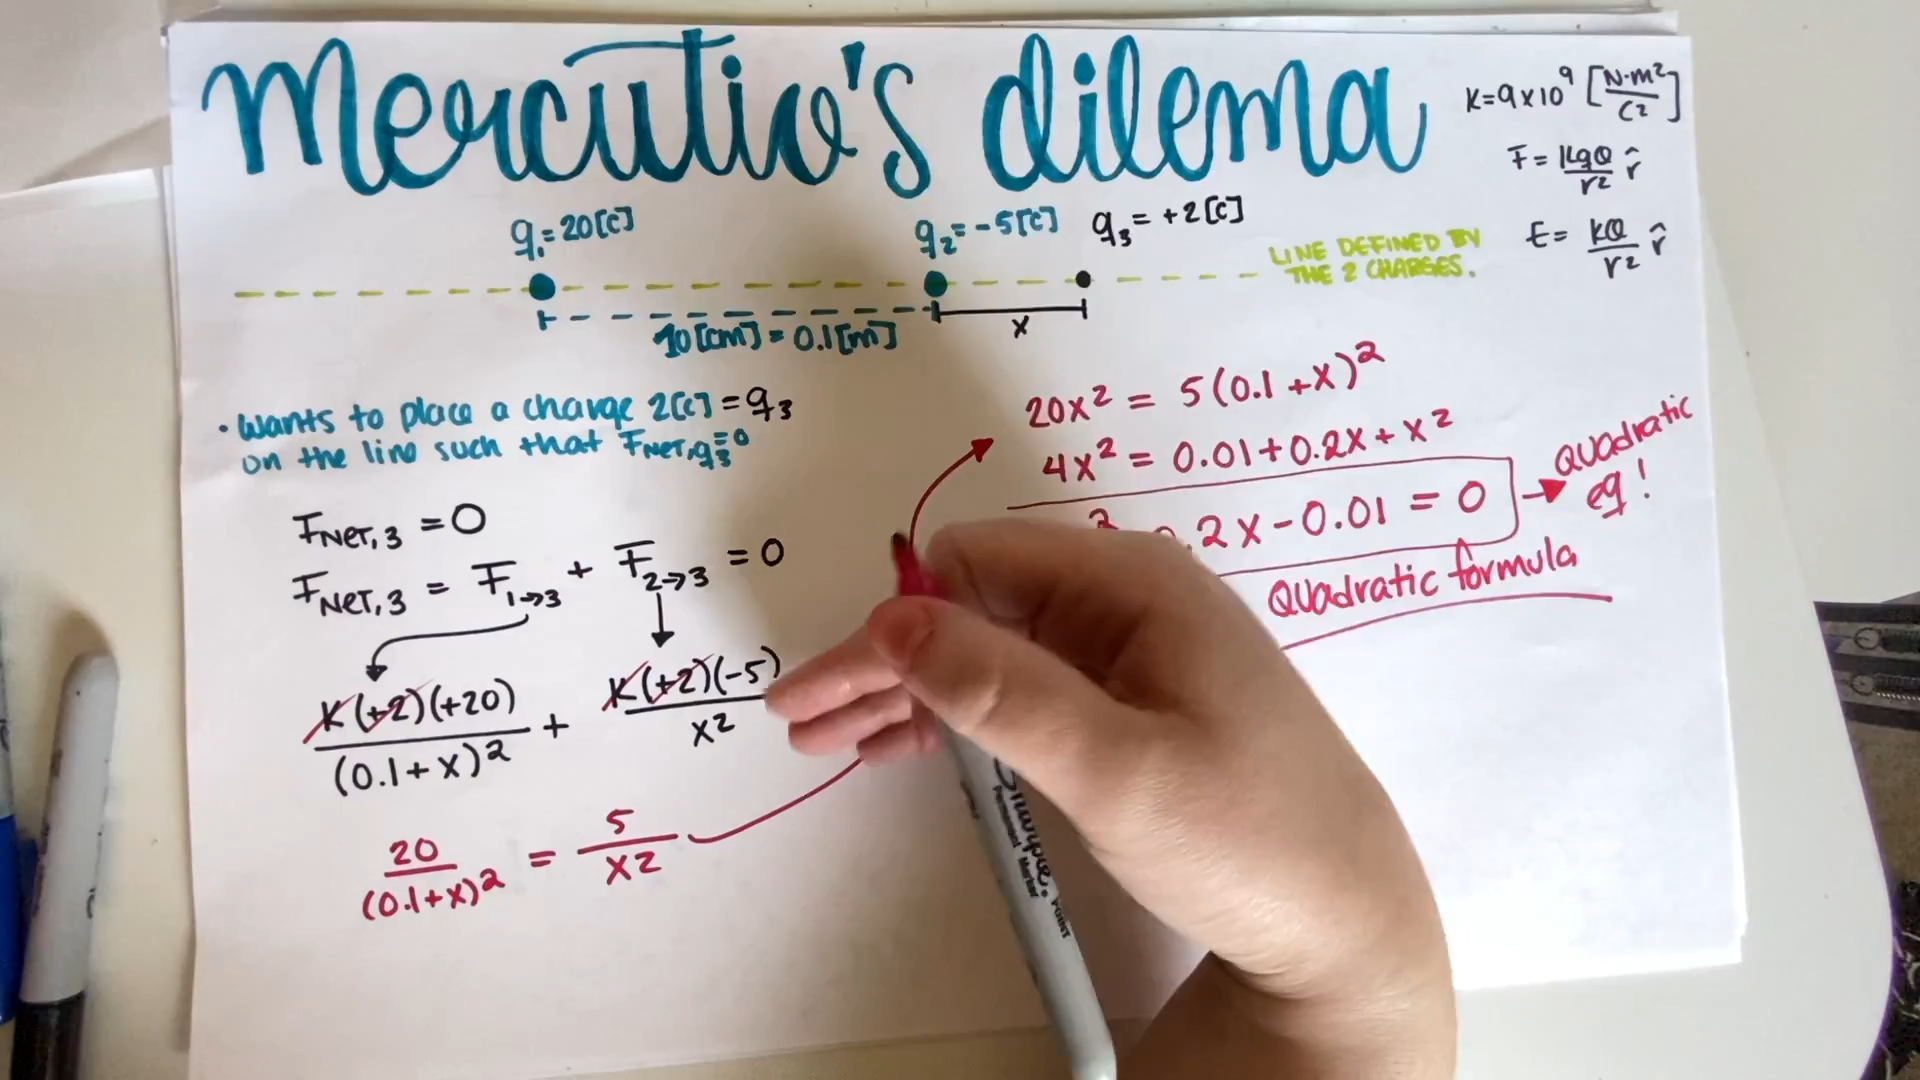 Mercutio's dilema
K=9x10⁹ [N·m²/C²]
F = KqQ/r² r̂
E = KQ/r² r̂
q₁=20[C]
q₂=-5[C]
q₃=+2[C]
LINE DEFINED BY
THE 2 CHARGES.
10[cm]=0.1[m]
x
• wants to place a charge 2[C]=q₃
on the line such that F_NET,q₃=0
F_NET,3 = 0
F_NET,3 = F_1→3 + F_2→3 = 0
K(+2)(+20)/(0.1+x)² + K(+2)(-5)/x²
20/(0.1+x)² = 5/x²
20x² = 5(0.1+x)²
4x² = 0.01+0.2x+x²
2x-0.01=0
Quadratic
eq!
Quadratic formula
Sharpie.
Permanent Marker
POINT